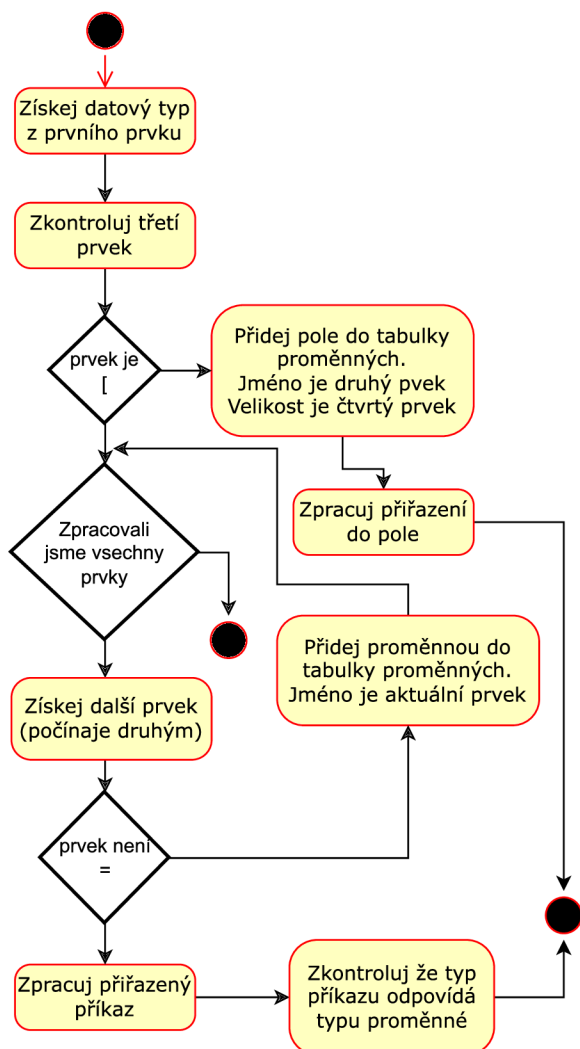 Získej datový typ
z prvního prvku
Zkontroluj třetí
prvek
prvek je
[
Přidej pole do tabulky
proměnných.
Jméno je druhý pvek
Velikost je čtvrtý prvek
Zpracuj přiřazení
do pole
Zpracovali
jsme vsechny
prvky
Přidej proměnnou do
tabulky proměnných.
Jméno je aktuální prvek
Získej další prvek
(počínaje druhým)
prvek není
=
Zpracuj přiřazený
příkaz
Zkontroluj že typ
příkazu odpovídá
typu proměnné